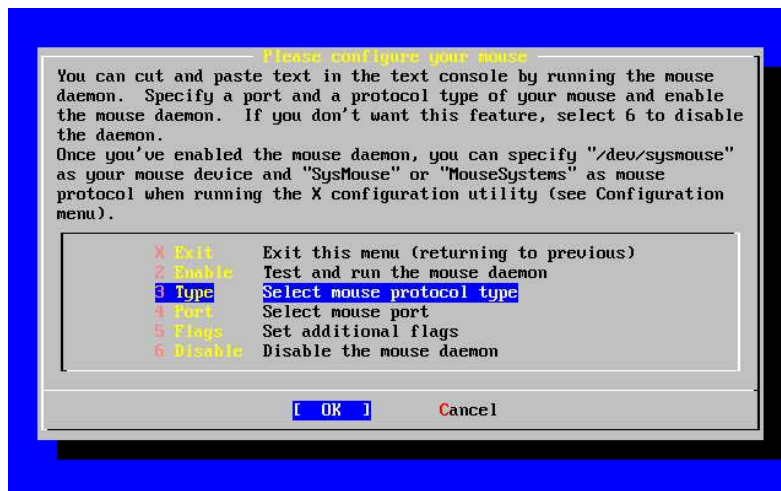 Please configure your mouse
You can cut and paste text in the text console by running the mouse
daemon.  Specify a port and a protocol type of your mouse and enable
the mouse daemon.  If you don't want this feature, select 6 to disable
the daemon.
Once you've enabled the mouse daemon, you can specify "/dev/sysmouse"
as your mouse device and "SysMouse" or "MouseSystems" as mouse
protocol when running the X configuration utility (see Configuration
menu).
X Exit Exit this menu (returning to previous)
2 Enable Test and run the mouse daemon
3 Type Select mouse protocol type
4 Port Select mouse port
5 Flags Set additional flags
6 Disable Disable the mouse daemon
[ OK ] Cancel